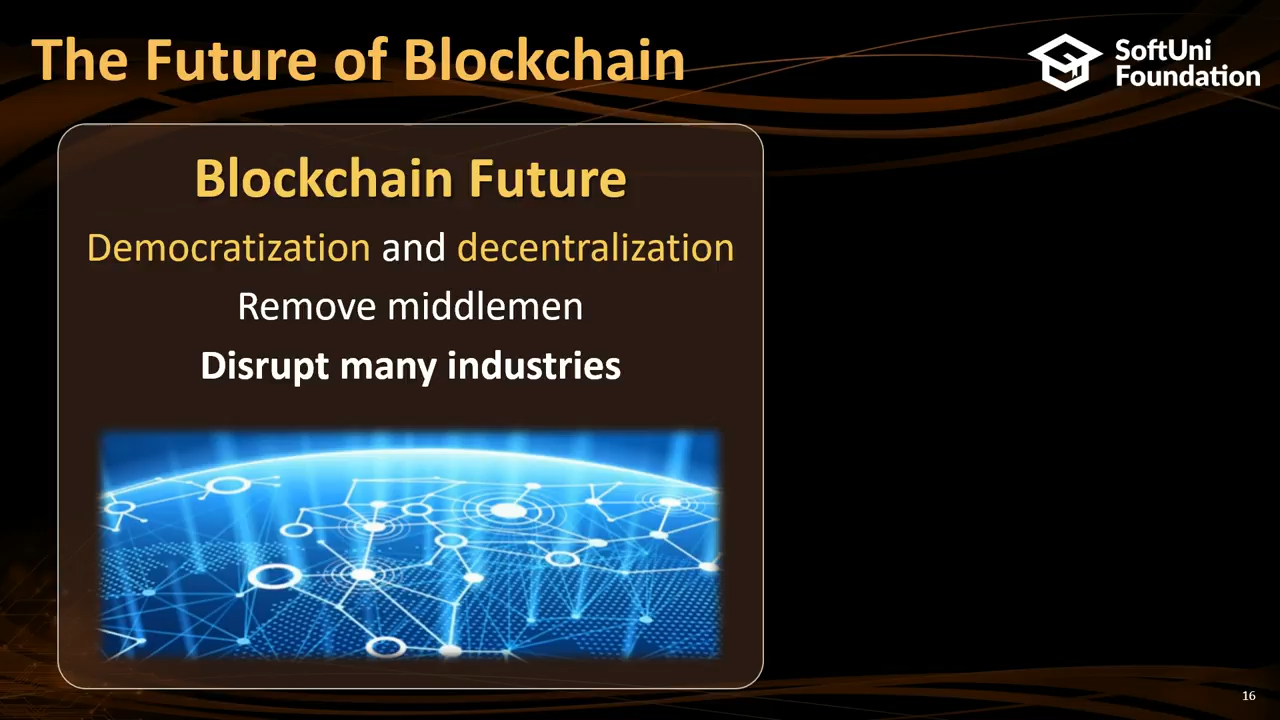 The Future of Blockchain
SoftUni
Foundation
Blockchain Future
Democratization and decentralization
Remove middlemen
Disrupt many industries
16